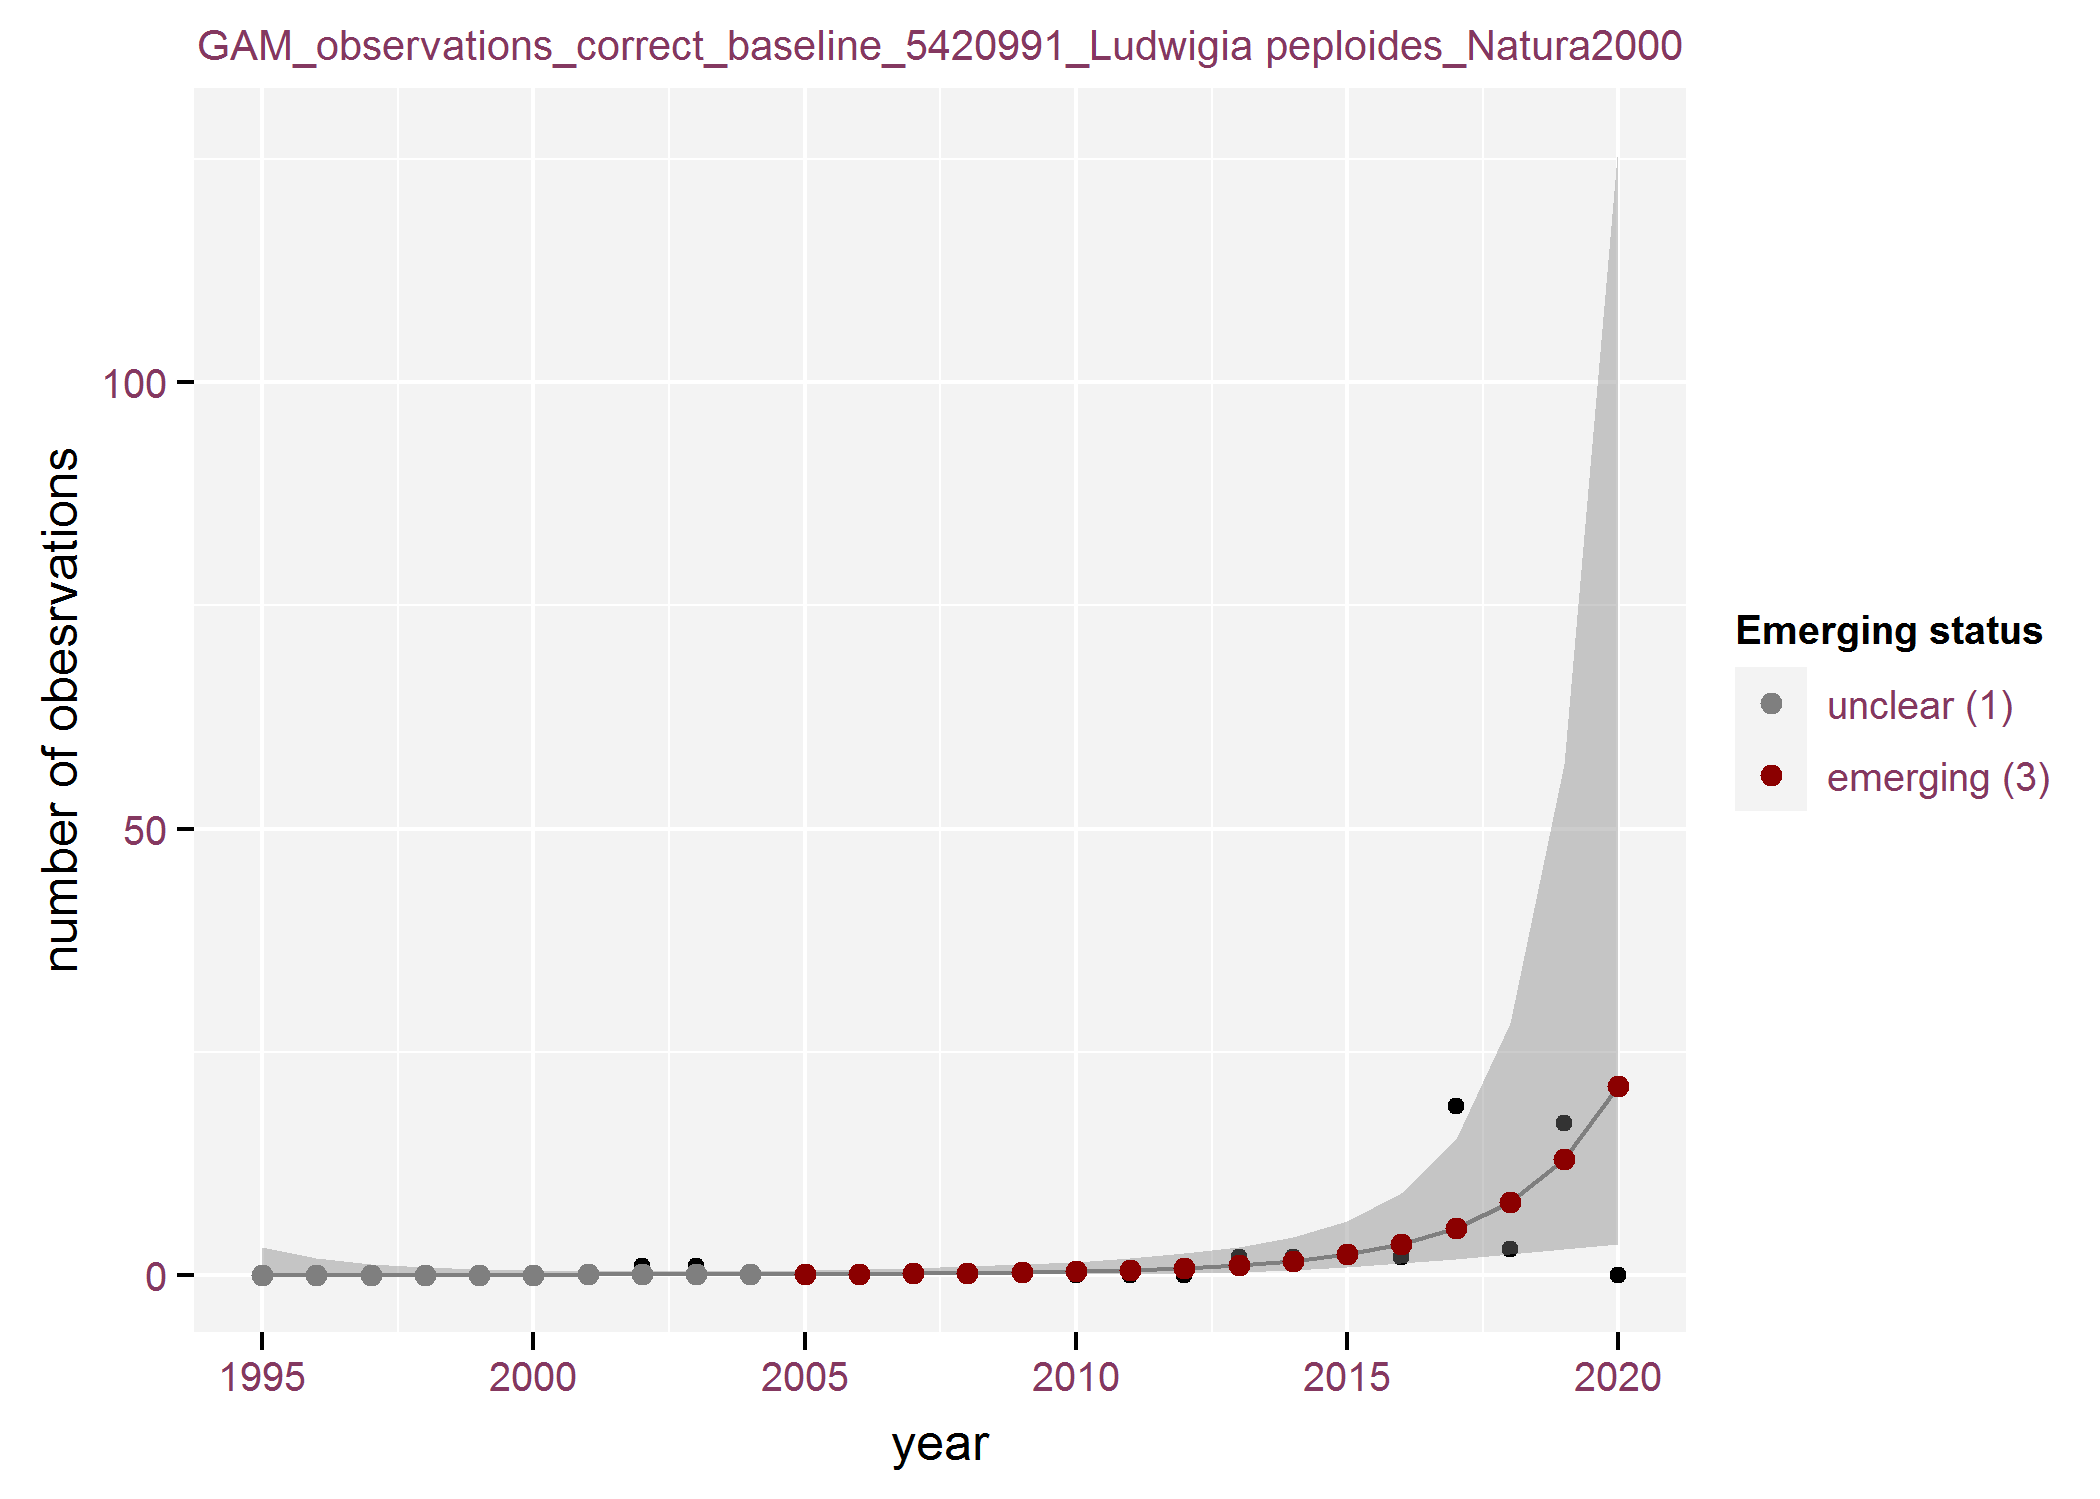 GAM_observations_correct_baseline_5420991_Ludwigia peploides_Natura2000
number of obesrvations
100
50
0
1995 2000 2005 2010 2015 2020
year
Emerging status
unclear (1)
emerging (3)